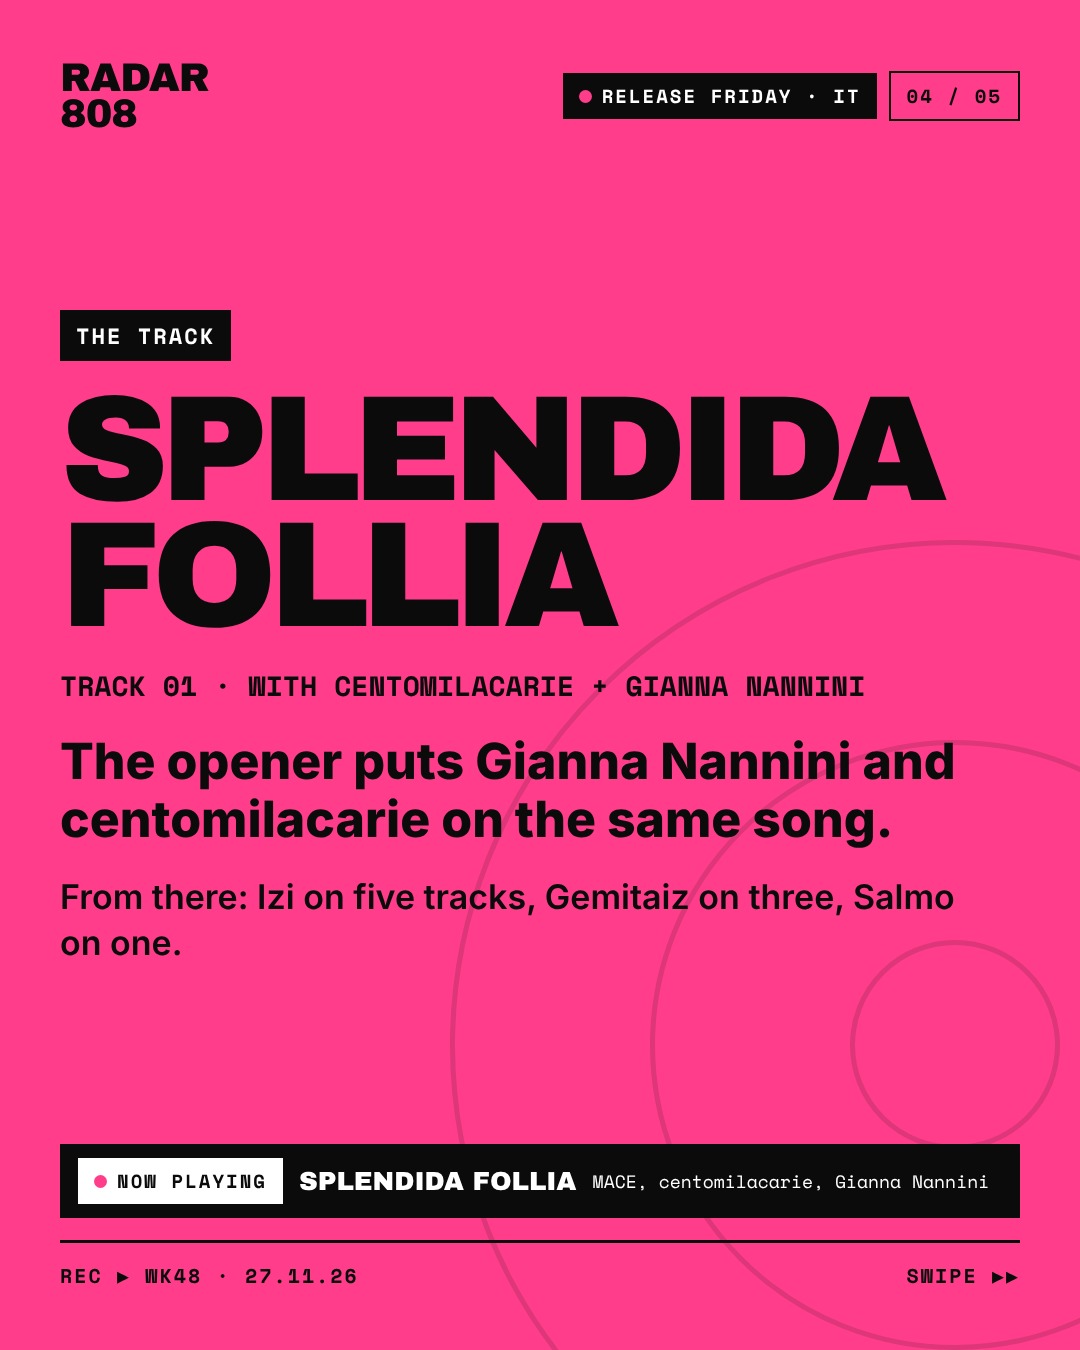 RADAR
808
RELEASE FRIDAY · IT
04 / 05
THE TRACK
SPLENDIDA
FOLLIA
TRACK 01 · WITH CENTOMILACARIE + GIANNA NANNINI
The opener puts Gianna Nannini and
centomilacarie on the same song.
From there: Izi on five tracks, Gemitaiz on three, Salmo
on one.
NOW PLAYING
SPLENDIDA FOLLIA
MACE, centomilacarie, Gianna Nannini
REC ▶ WK48 · 27.11.26
SWIPE ▶▶